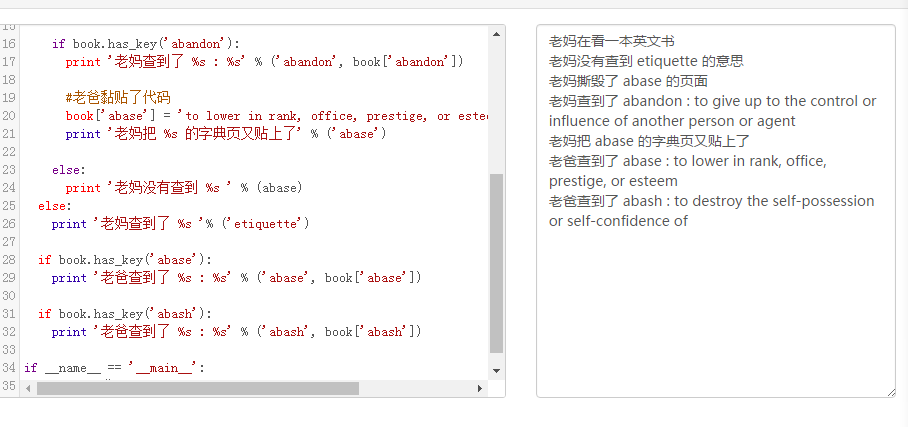 15
16 if book.has_key('abandon'):
17 print '老妈查到了 %s : %s' % ('abandon', book['abandon'])
18
19 #老爸黏贴了代码
20 book['abase'] = 'to lower in rank, office, prestige, or estee
21 print '老妈把 %s 的字典页又贴上了' % ('abase')
22
23 else:
24 print '老妈没有查到 %s ' % (abase)
25 else:
26 print '老妈查到了 %s '% ('etiquette')
27
28 if book.has_key('abase'):
29 print '老爸查到了 %s : %s' % ('abase', book['abase'])
30
31 if book.has_key('abash'):
32 print '老爸查到了 %s : %s' % ('abash', book['abash'])
33
34 if __name__ == '__main__':
35
老妈在看一本英文书
老妈没有查到 etiquette 的意思
老妈撕毁了 abase 的页面
老妈查到了 abandon : to give up to the control or
influence of another person or agent
老妈把 abase 的字典页又贴上了
老爸查到了 abase : to lower in rank, office,
prestige, or esteem
老爸查到了 abash : to destroy the self-possession
or self-confidence of